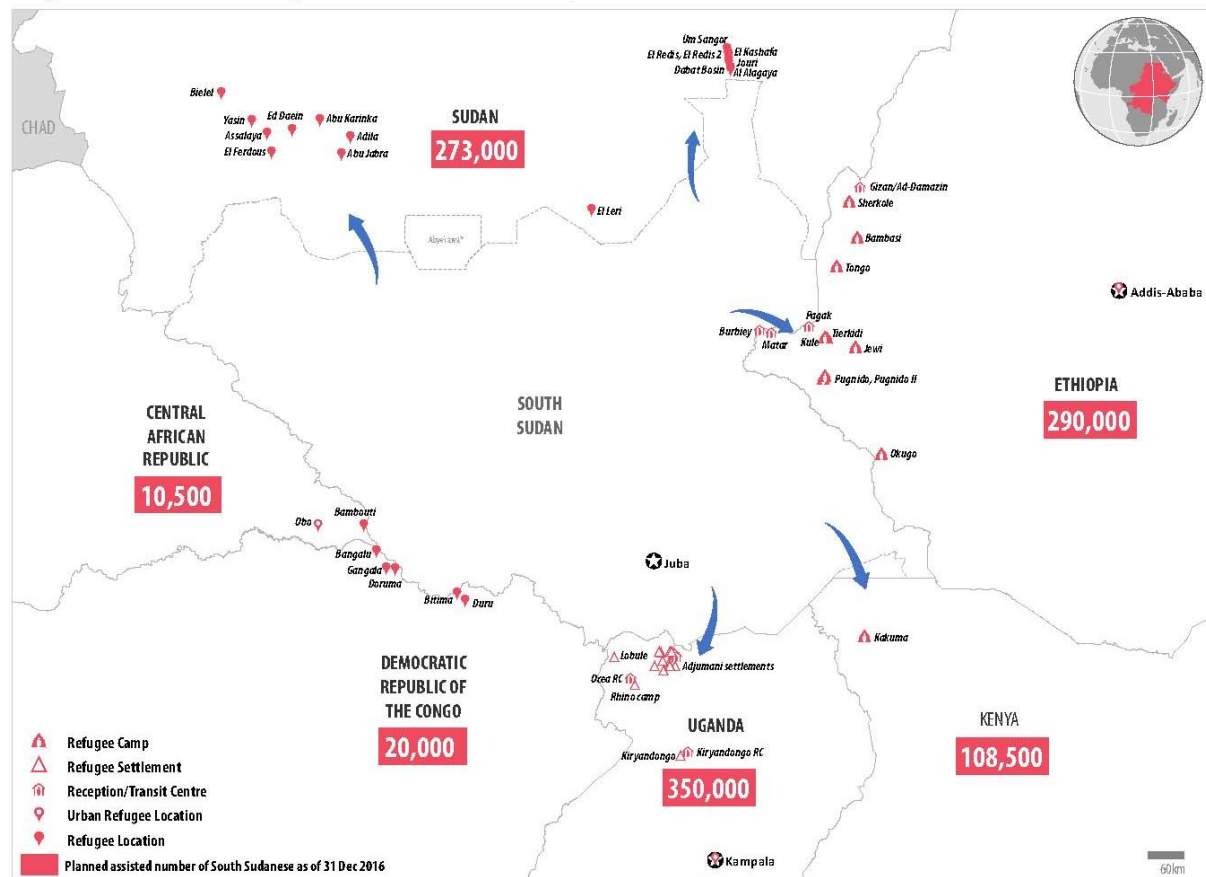 Um Sangor
El Redis, El Redis 2
El Kashafa
Jouri
Dabat Bosin
Al Alagaya
Bielel
CHAD
Yasin
Ed Daein
Abu Karinka
Assalaya
Adila
El Ferdous
Abu Jabra
SUDAN
273,000
El Leri
Gizan/Ad-Damazin
Sherkole
Bambasi
Tongo
Addis-Ababa
Pagak
Burbiey
Matar
Kule
Tierkidi
Jewi
Pugnido, Pugnido II
SOUTH
SUDAN
ETHIOPIA
290,000
CENTRAL
AFRICAN
REPUBLIC
10,500
Okugo
Obo
Bambouti
Bangalu
Gangala
Doruma
Bitima
Duru
Juba
Kakuma
Lobule
Adjumani settlements
Ocea RC
Rhino camp
DEMOCRATIC
REPUBLIC OF
THE CONGO
20,000
UGANDA
Kiryandongo
Kiryandongo RC
350,000
KENYA
108,500
Kampala
Refugee Camp
Refugee Settlement
Reception/Transit Centre
Urban Refugee Location
Refugee Location
Planned assisted number of South Sudanese as of 31 Dec 2016
60km